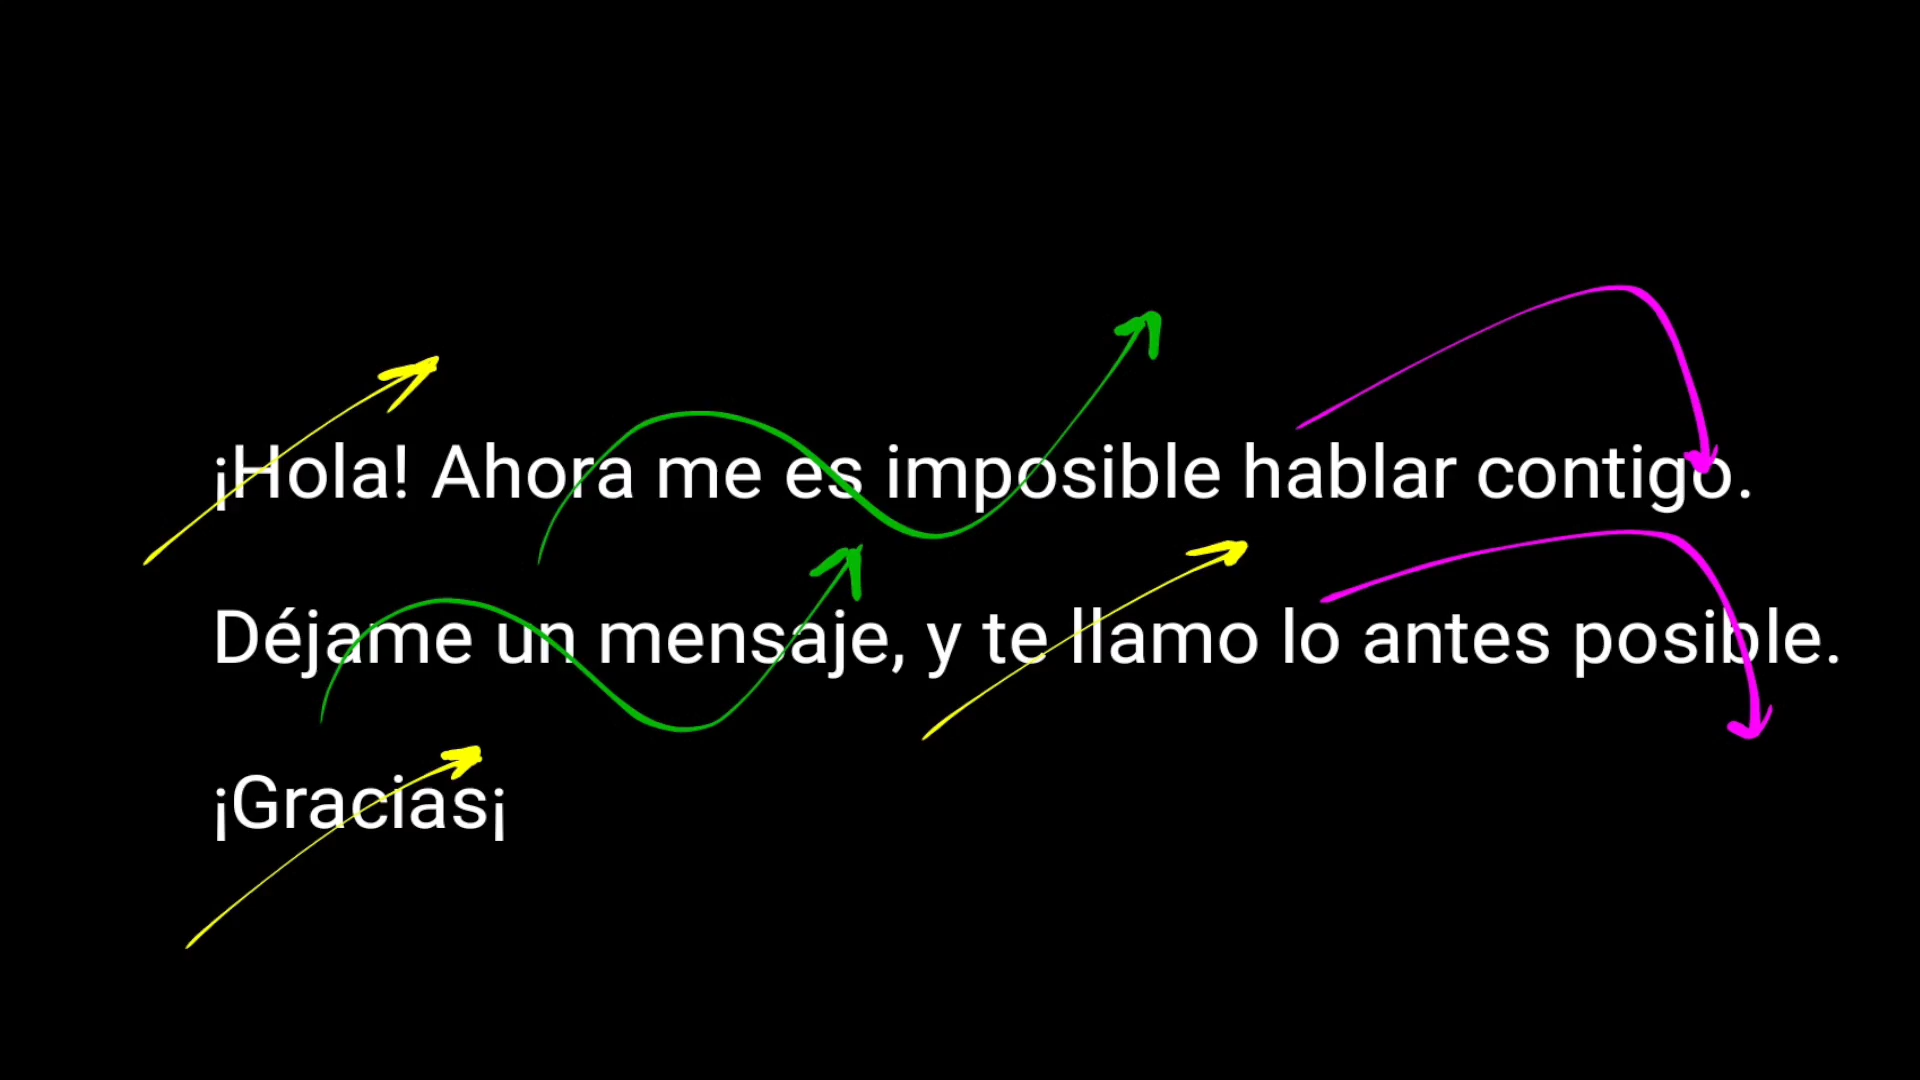 ¡Hola! Ahora me es imposible hablar contigo.
Déjame un mensaje, y te llamo lo antes posible.
¡Gracias¡